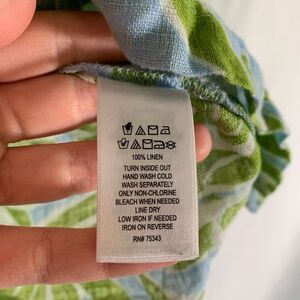 100% LINEN
TURN INSIDE OUT
HAND WASH COLD
WASH SEPARATELY
ONLY NON-CHLORINE
BLEACH WHEN NEEDED
LINE DRY
LOW IRON IF NEEDED
IRON ON REVERSE
RN# 75343